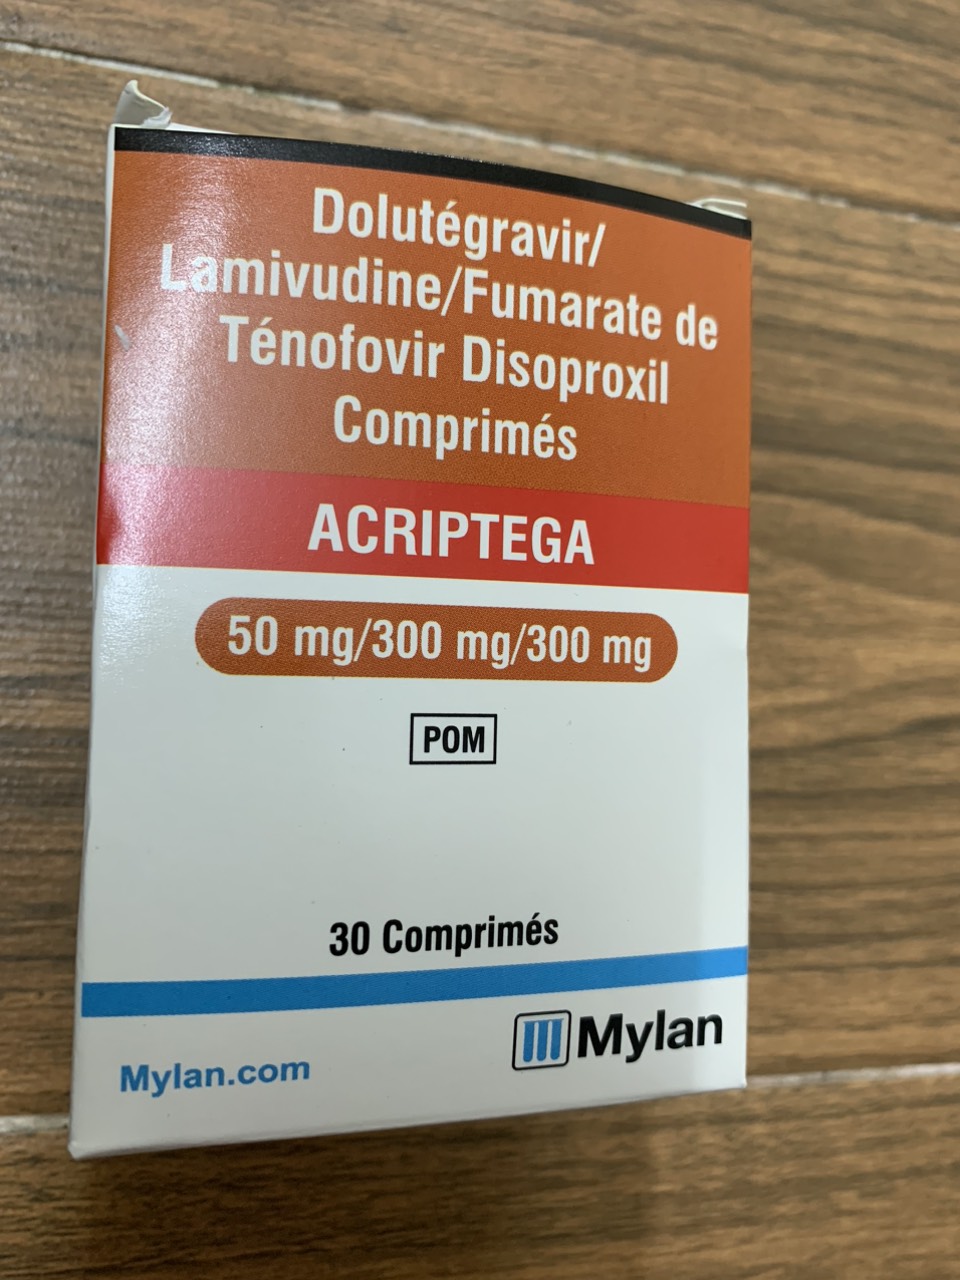 Dolutégravir/
Lamivudine/Fumarate de
Ténofovir Disoproxil
Comprimés
ACRIPTEGA
50 mg/300 mg/300 mg
POM
30 Comprimés
Mylan
Mylan.com